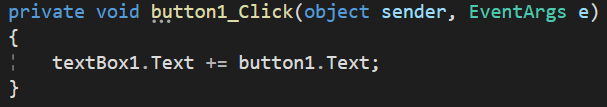 private void button1_Click(object sender, EventArgs e)
{
    textBox1.Text += button1.Text;
}